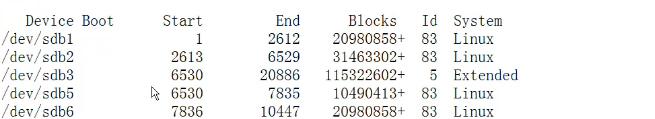 Device Boot Start End Blocks Id System
/dev/sdb1 1 2612 20980858+ 83 Linux
/dev/sdb2 2613 6529 31463302+ 83 Linux
/dev/sdb3 6530 20886 115322602+ 5 Extended
/dev/sdb5 6530 7835 10490413+ 83 Linux
/dev/sdb6 7836 10447 20980858+ 83 Linux